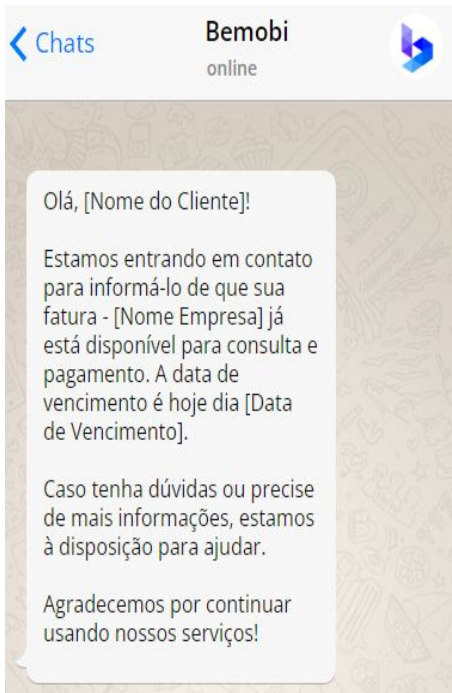 Chats
Bemobi
online
Olá, [Nome do Cliente]!
Estamos entrando em contato
para informá-lo de que sua
fatura - [Nome Empresa] já
está disponível para consulta e
pagamento. A data de
vencimento é hoje dia [Data
de Vencimento].
Caso tenha dúvidas ou precise
de mais informações, estamos
à disposição para ajudar.
Agradecemos por continuar
usando nossos serviços!